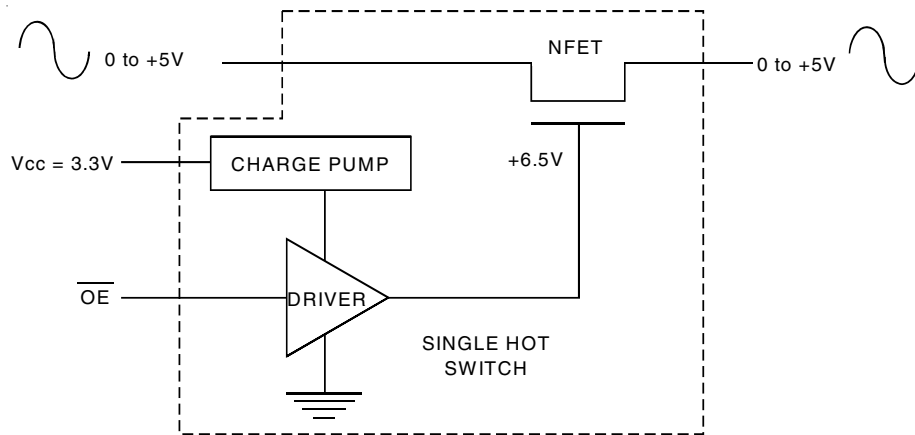 NFET
0 to +5V
0 to +5V
+6.5V
Vcc = 3.3V
CHARGE PUMP
OE
DRIVER
SINGLE HOT
SWITCH